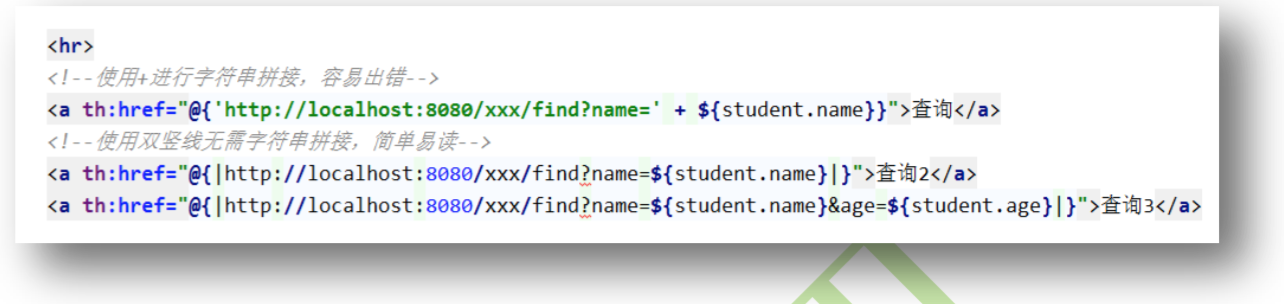 <hr>
<!--使用+进行字符串拼接，容易出错-->
<a th:href="@{'http://localhost:8080/xxx/find?name=' + ${student.name}}">查询</a>
<!--使用双竖线无需字符串拼接，简单易读-->
<a th:href="@{|http://localhost:8080/xxx/find?name=${student.name}|}">查询2</a>
<a th:href="@{|http://localhost:8080/xxx/find?name=${student.name}&age=${student.age}|}">查询3</a>